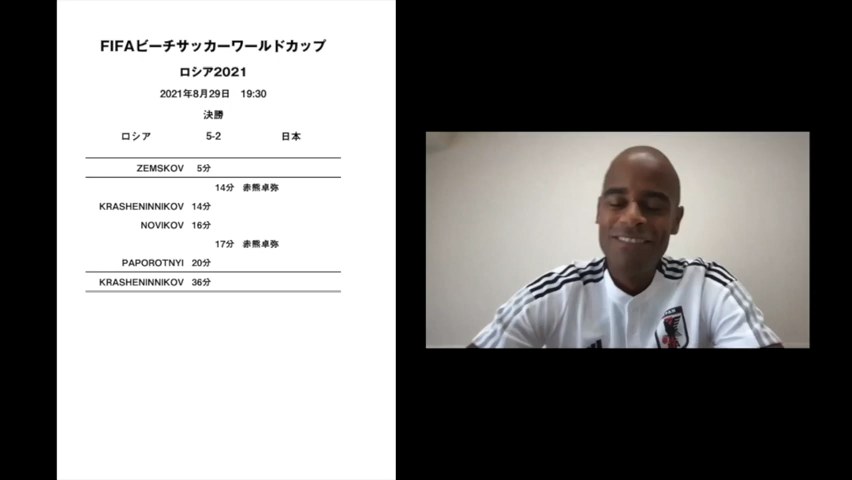 FIFAビーチサッカーワールドカップ
ロシア2021
2021年8月29日　19:30
決勝
ロシア 5-2 日本
ZEMSKOV 5分
14分 赤熊卓弥
KRASHENINNIKOV 14分
NOVIKOV 16分
17分 赤熊卓弥
PAPOROTNYI 20分
KRASHENINNIKOV 36分